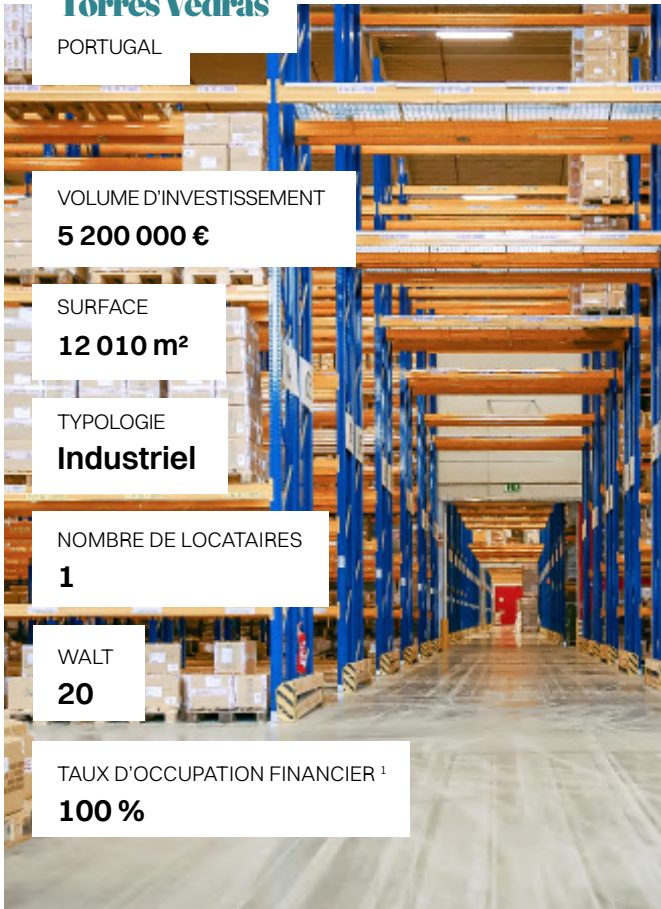 Torres Vedras
PORTUGAL
VOLUME D'INVESTISSEMENT
5 200 000 €
SURFACE
12 010 m²
TYPOLOGIE
Industriel
NOMBRE DE LOCATAIRES
1
WALT
20
TAUX D'OCCUPATION FINANCIER ¹
100 %